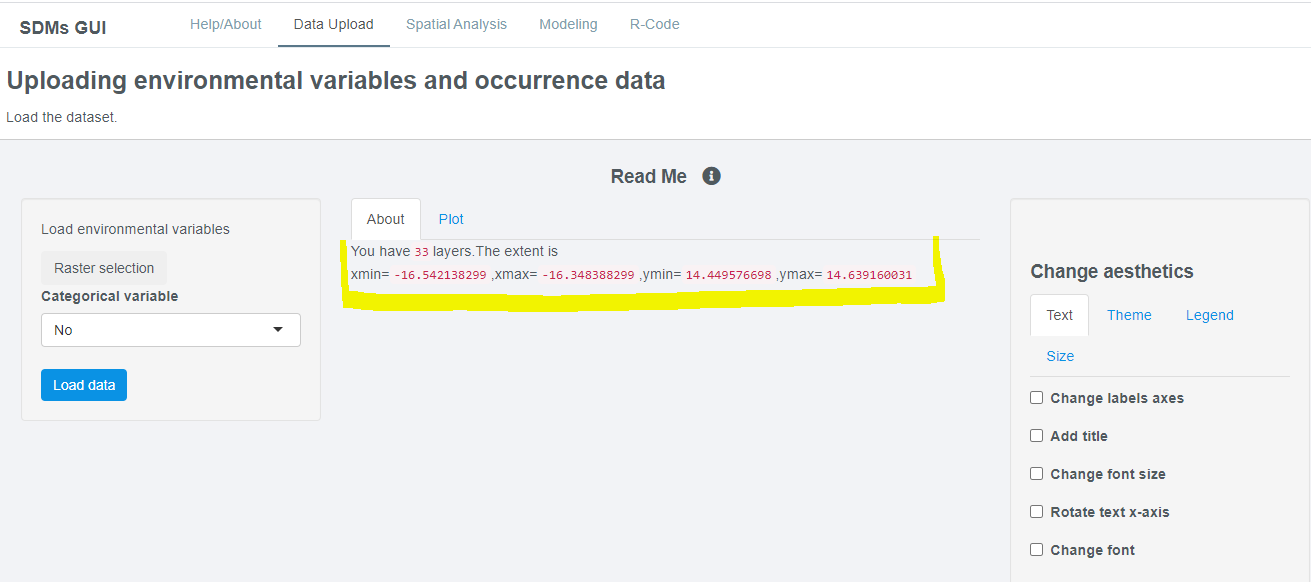 SDMs GUI
Help/About
Data Upload
Spatial Analysis
Modeling
R-Code
Uploading environmental variables and occurrence data
Load the dataset.
Read Me
Load environmental variables
Raster selection
Categorical variable
No
Load data
About
Plot
You have 33 layers.The extent is
xmin= -16.542138299 ,xmax= -16.348388299 ,ymin= 14.449576698 ,ymax= 14.639160031
Change aesthetics
Text
Theme
Legend
Size
Change labels axes
Add title
Change font size
Rotate text x-axis
Change font